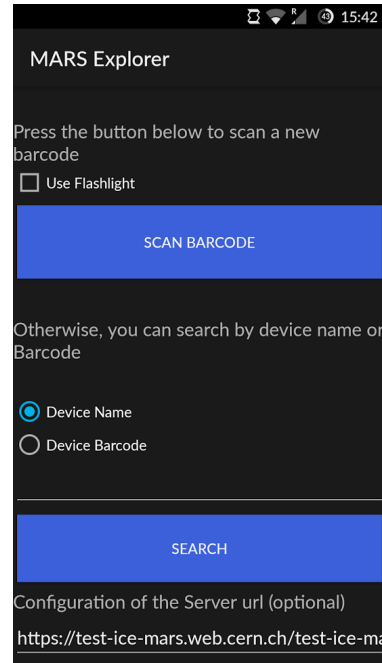 R
43 15:42
MARS Explorer
Press the button below to scan a new
barcode
Use Flashlight
SCAN BARCODE
Otherwise, you can search by device name or
Barcode
Device Name
Device Barcode
SEARCH
Configuration of the Server url (optional)
https://test-ice-mars.web.cern.ch/test-ice-ma